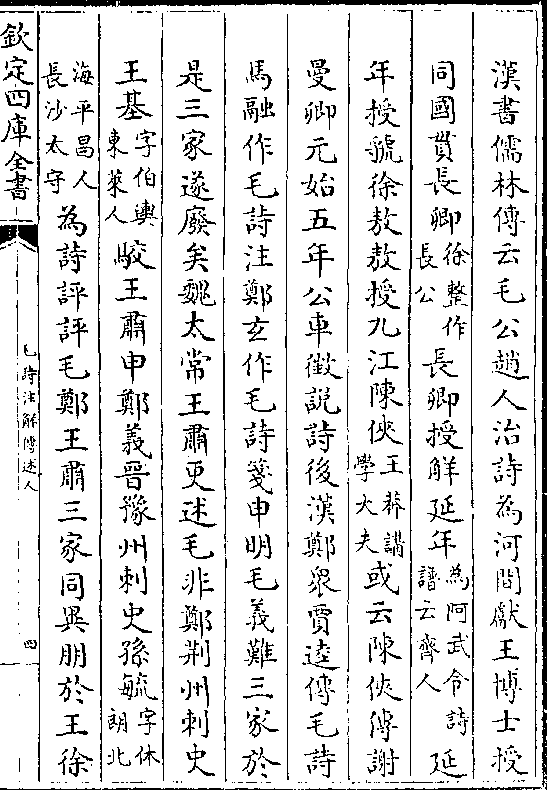 漢書儒林傳云毛公趙人治詩為河間獻王博士授
同國貫長卿徐整作長公長卿授解延年為阿武令詩譜云齊人延
年授虢徐敖敖授九江陳俠王莽講學大夫或云陳俠傳謝
曼卿元始五年公車徵說詩後漢鄭衆賈逵傳毛詩
馬融作毛詩注鄭玄作毛詩箋申明毛義難三家於
是三家遂廢矣魏太常王肅更述毛非鄭荆州刺史
王基字伯輿東萊人駮王肅申鄭義晉豫州刺史孫毓字休朗北
海平昌人長沙太守為詩評評毛鄭王肅三家同異朋於王徐
欽定四庫全書
毛詩注解傳述人
四